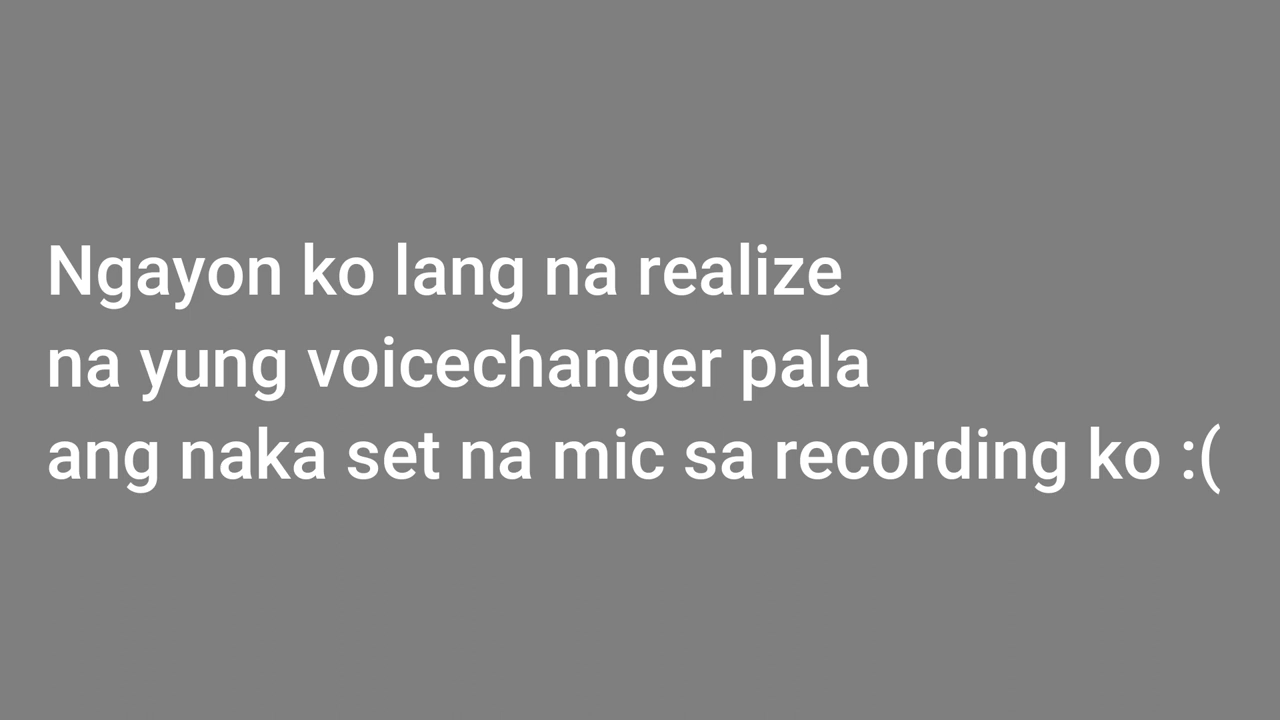 Ngayon ko lang na realize
na yung voicechanger pala
ang naka set na mic sa recording ko :(